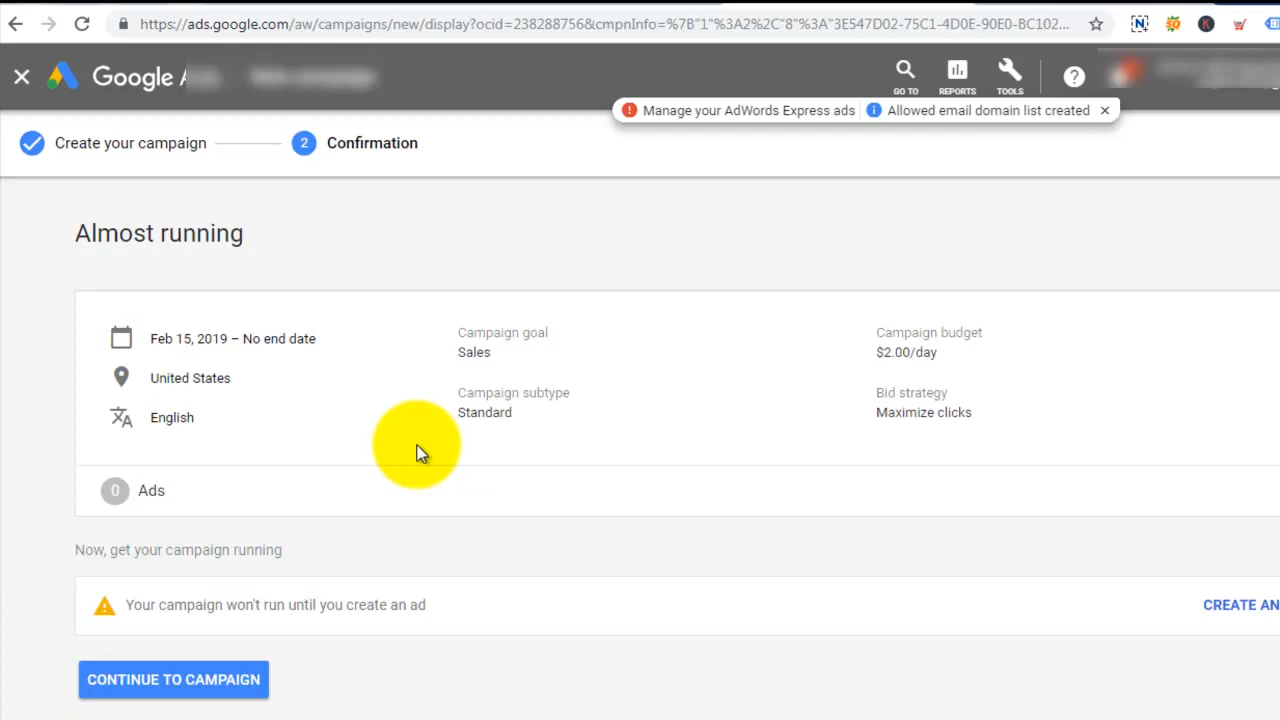 https://ads.google.com/aw/campaigns/new/display?ocid=238288756&cmpnInfo=%7B"1"%3A2%2C"8"%3A"3E547D02-75C1-4D0E-90E0-BC102...
N
SQ
K
Google A
GO TO
REPORTS
TOOLS
?
Manage your AdWords Express ads
Allowed email domain list created
Create your campaign
2
Confirmation
Almost running
Feb 15, 2019 – No end date
United States
English
Campaign goal
Sales
Campaign subtype
Standard
Campaign budget
$2.00/day
Bid strategy
Maximize clicks
0 Ads
Now, get your campaign running
Your campaign won't run until you create an ad
CREATE AN
CONTINUE TO CAMPAIGN